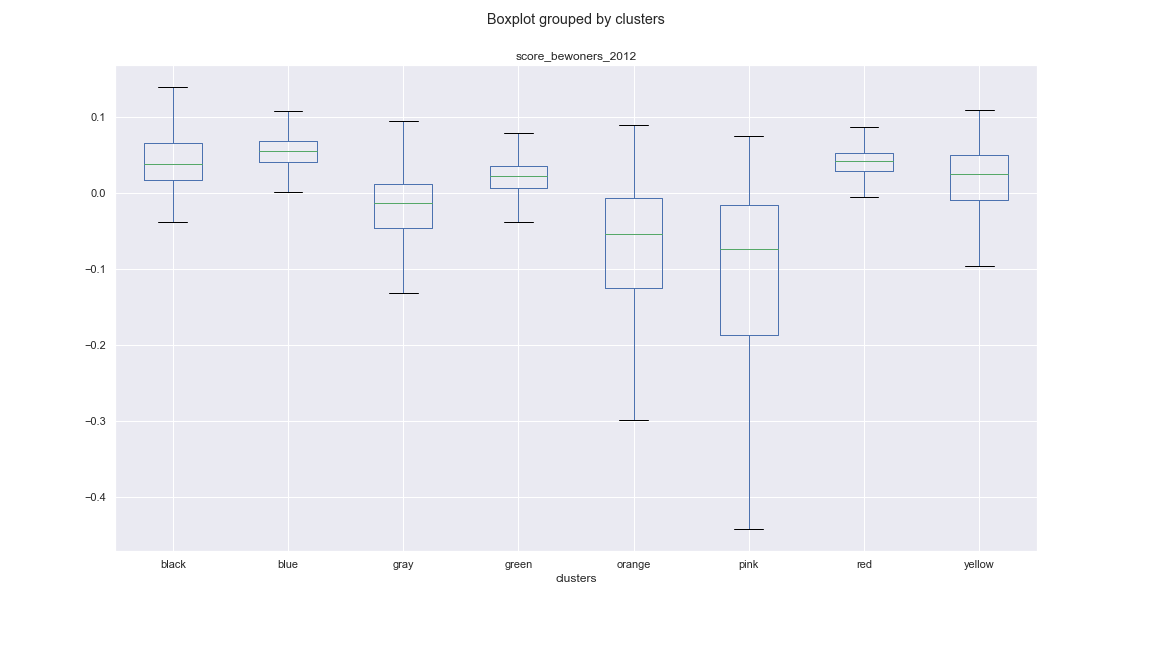 Boxplot grouped by clusters
score_bewoners_2012
0.1
0.0
−0.1
−0.2
−0.3
−0.4
black blue gray green orange pink red yellow
clusters